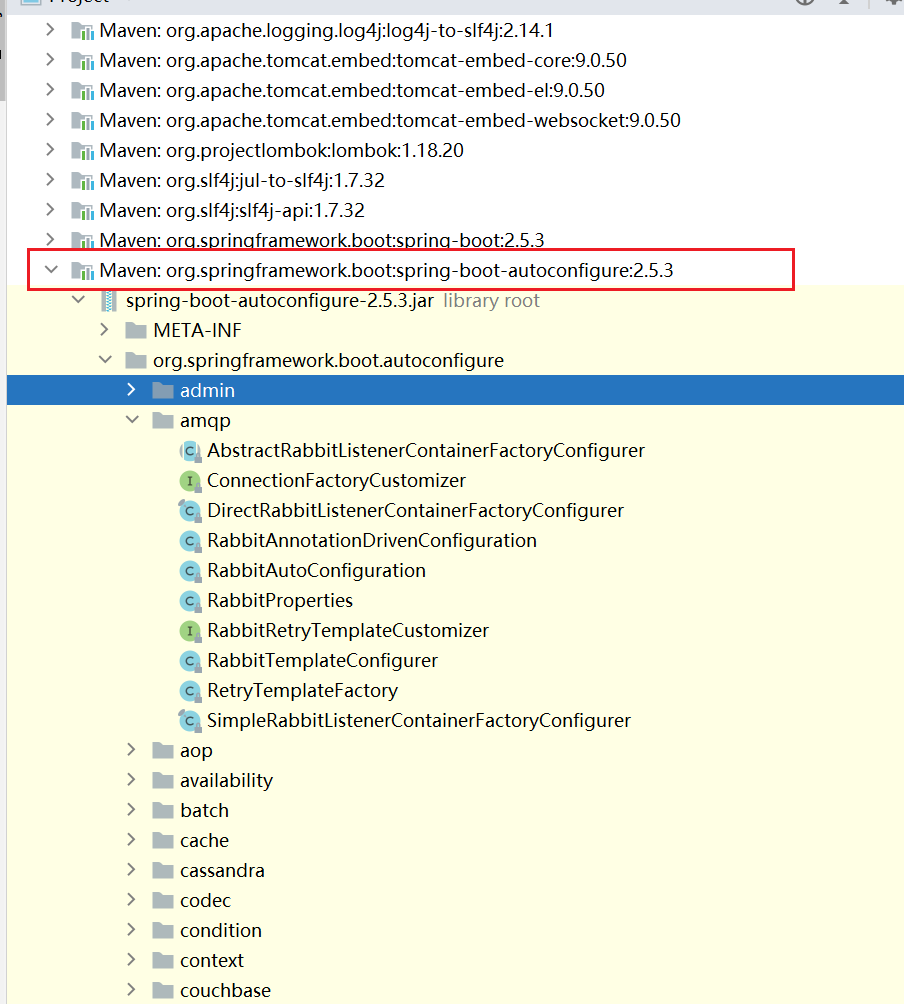 Maven: org.apache.logging.log4j:log4j-to-slf4j:2.14.1
Maven: org.apache.tomcat.embed:tomcat-embed-core:9.0.50
Maven: org.apache.tomcat.embed:tomcat-embed-el:9.0.50
Maven: org.apache.tomcat.embed:tomcat-embed-websocket:9.0.50
Maven: org.projectlombok:lombok:1.18.20
Maven: org.slf4j:jul-to-slf4j:1.7.32
Maven: org.slf4j:slf4j-api:1.7.32
Maven: org.springframework.boot:spring-boot:2.5.3
Maven: org.springframework.boot:spring-boot-autoconfigure:2.5.3
spring-boot-autoconfigure-2.5.3.jar library root
META-INF
org.springframework.boot.autoconfigure
admin
amqp
C AbstractRabbitListenerContainerFactoryConfigurer
I ConnectionFactoryCustomizer
C DirectRabbitListenerContainerFactoryConfigurer
C RabbitAnnotationDrivenConfiguration
C RabbitAutoConfiguration
C RabbitProperties
I RabbitRetryTemplateCustomizer
C RabbitTemplateConfigurer
C RetryTemplateFactory
C SimpleRabbitListenerContainerFactoryConfigurer
aop
availability
batch
cache
cassandra
codec
condition
context
couchbase